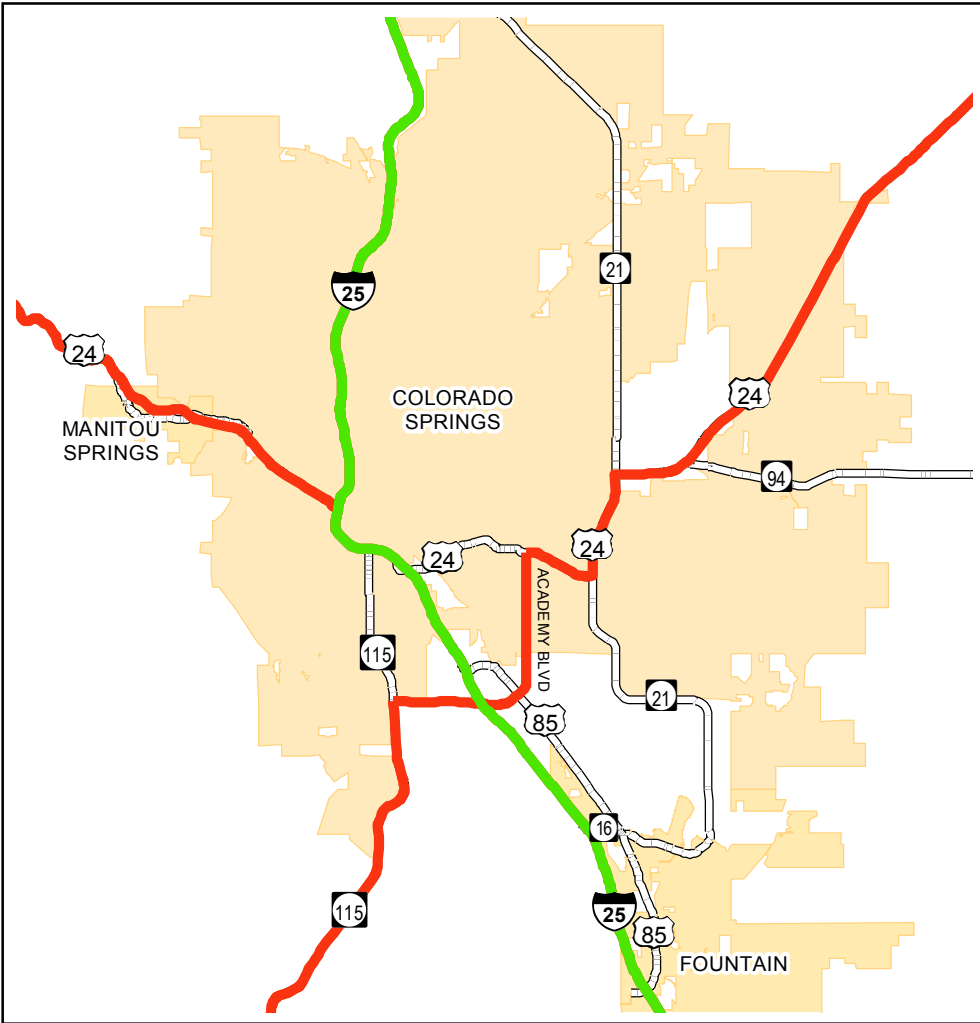 21
25
24
24
COLORADO
SPRINGS
MANITOU
SPRINGS
94
24
24
ACADEMY BLVD
115
21
85
16
115
25
85
FOUNTAIN